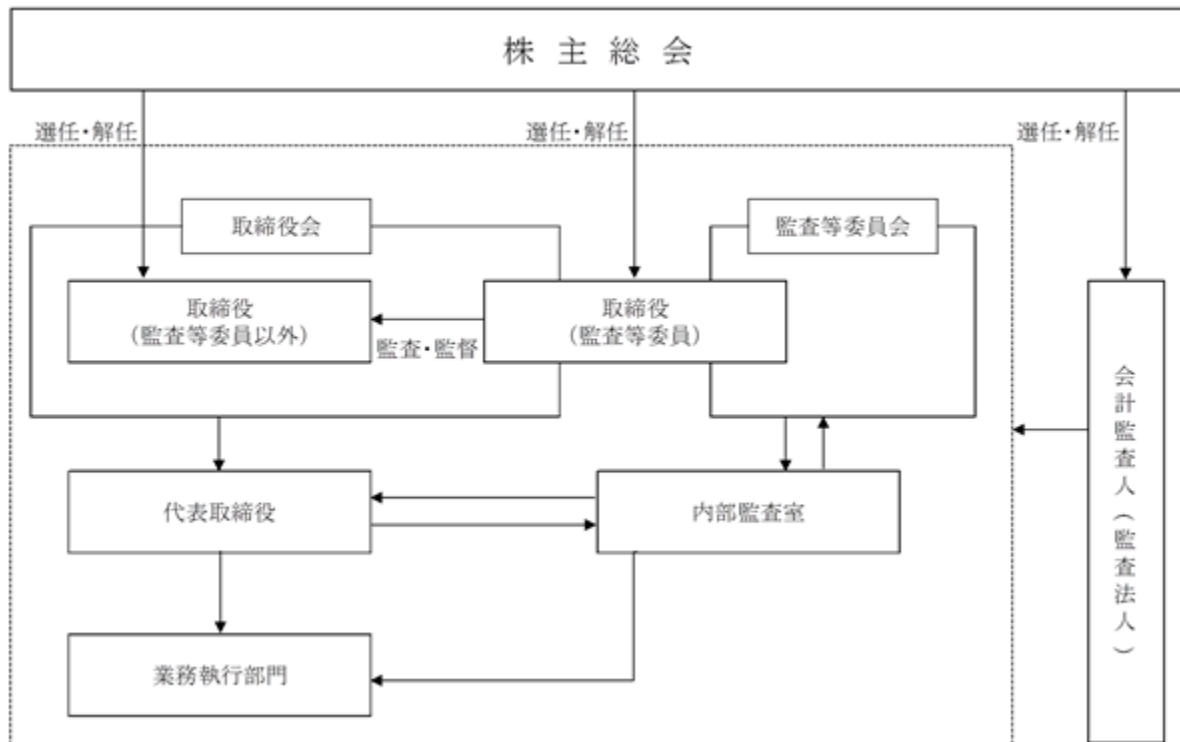 株主総会
選任・解任
選任・解任
選任・解任
取締役会
監査等委員会
取締役
（監査等委員以外）
取締役
（監査等委員）
監査・監督
代表取締役
内部監査室
業務執行部門
会計監査人（監査法人）